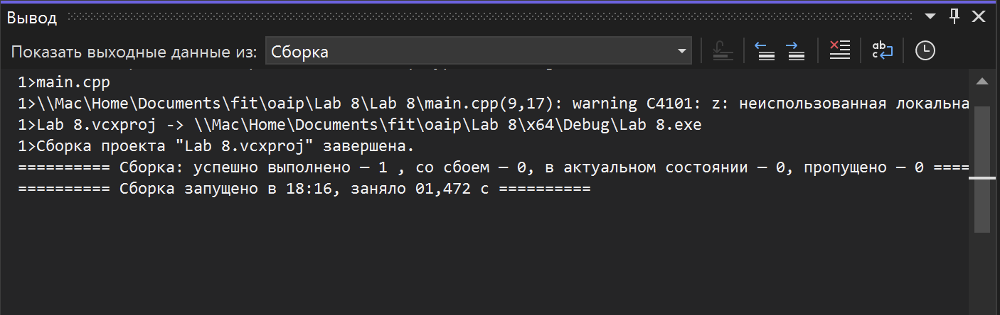 Вывод
Показать выходные данные из: Сборка
1>main.cpp
1>\\Mac\Home\Documents\fit\oaip\Lab 8\Lab 8\main.cpp(9,17): warning C4101: z: неиспользованная локальна
1>Lab 8.vcxproj -> \\Mac\Home\Documents\fit\oaip\Lab 8\x64\Debug\Lab 8.exe
1>Сборка проекта "Lab 8.vcxproj" завершена.
========== Сборка: успешно выполнено — 1 , со сбоем — 0, в актуальном состоянии — 0, пропущено — 0 =====
========== Сборка запущено в 18:16, заняло 01,472 с ==========